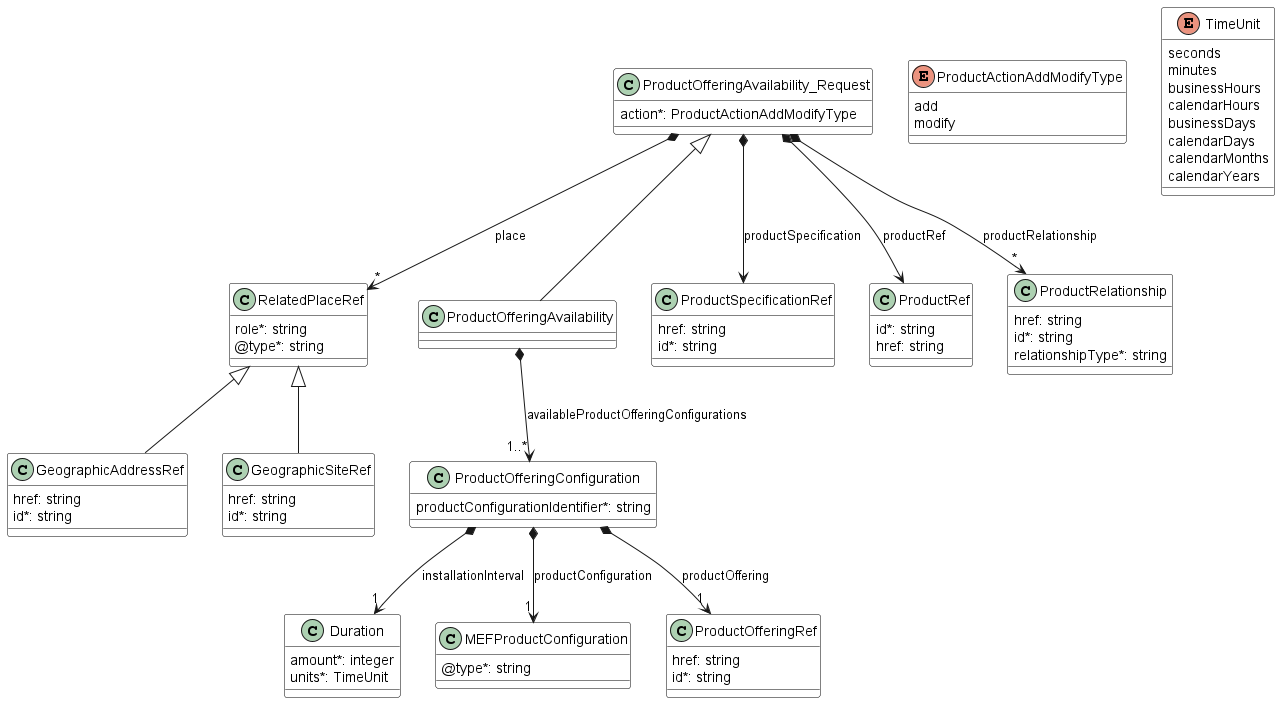 E TimeUnit
seconds
minutes
businessHours
calendarHours
businessDays
calendarDays
calendarMonths
calendarYears
C ProductOfferingAvailability_Request
action*: ProductActionAddModifyType
E ProductActionAddModifyType
add
modify
place
productSpecification
productRef
productRelationship
*
*
C RelatedPlaceRef
role*: string
@type*: string
C ProductOfferingAvailability
C ProductSpecificationRef
href: string
id*: string
C ProductRef
id*: string
href: string
C ProductRelationship
href: string
id*: string
relationshipType*: string
availableProductOfferingConfigurations
1..*
C GeographicAddressRef
href: string
id*: string
C GeographicSiteRef
href: string
id*: string
C ProductOfferingConfiguration
productConfigurationIdentifier*: string
installationInterval
productConfiguration
productOffering
1
1
1
C Duration
amount*: integer
units*: TimeUnit
C MEFProductConfiguration
@type*: string
C ProductOfferingRef
href: string
id*: string